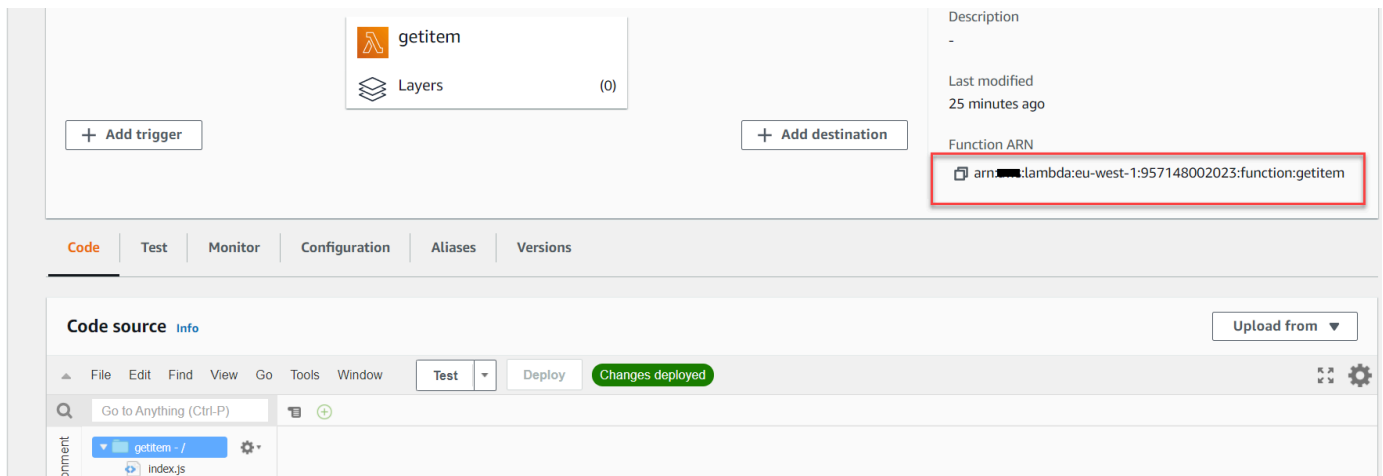 Description
getitem
-
Layers (0)
Last modified
25 minutes ago
+ Add trigger
+ Add destination
Function ARN
arn: :lambda:eu-west-1:957148002023:function:getitem
Code Test Monitor Configuration Aliases Versions
Code source Info
Upload from
File Edit Find View Go Tools Window Test Deploy Changes deployed
Go to Anything (Ctrl-P)
getitem - /
index.js